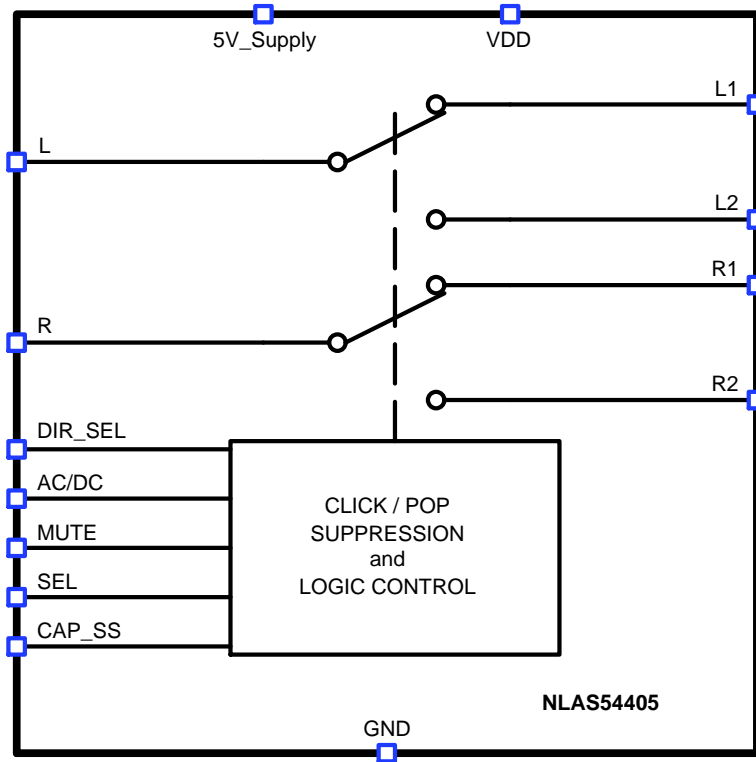 5V_Supply
VDD
L1
L
L2
R1
R
R2
DIR_SEL
AC/DC
MUTE
SEL
CAP_SS
CLICK / POP
SUPPRESSION
and
LOGIC CONTROL
NLAS54405
GND